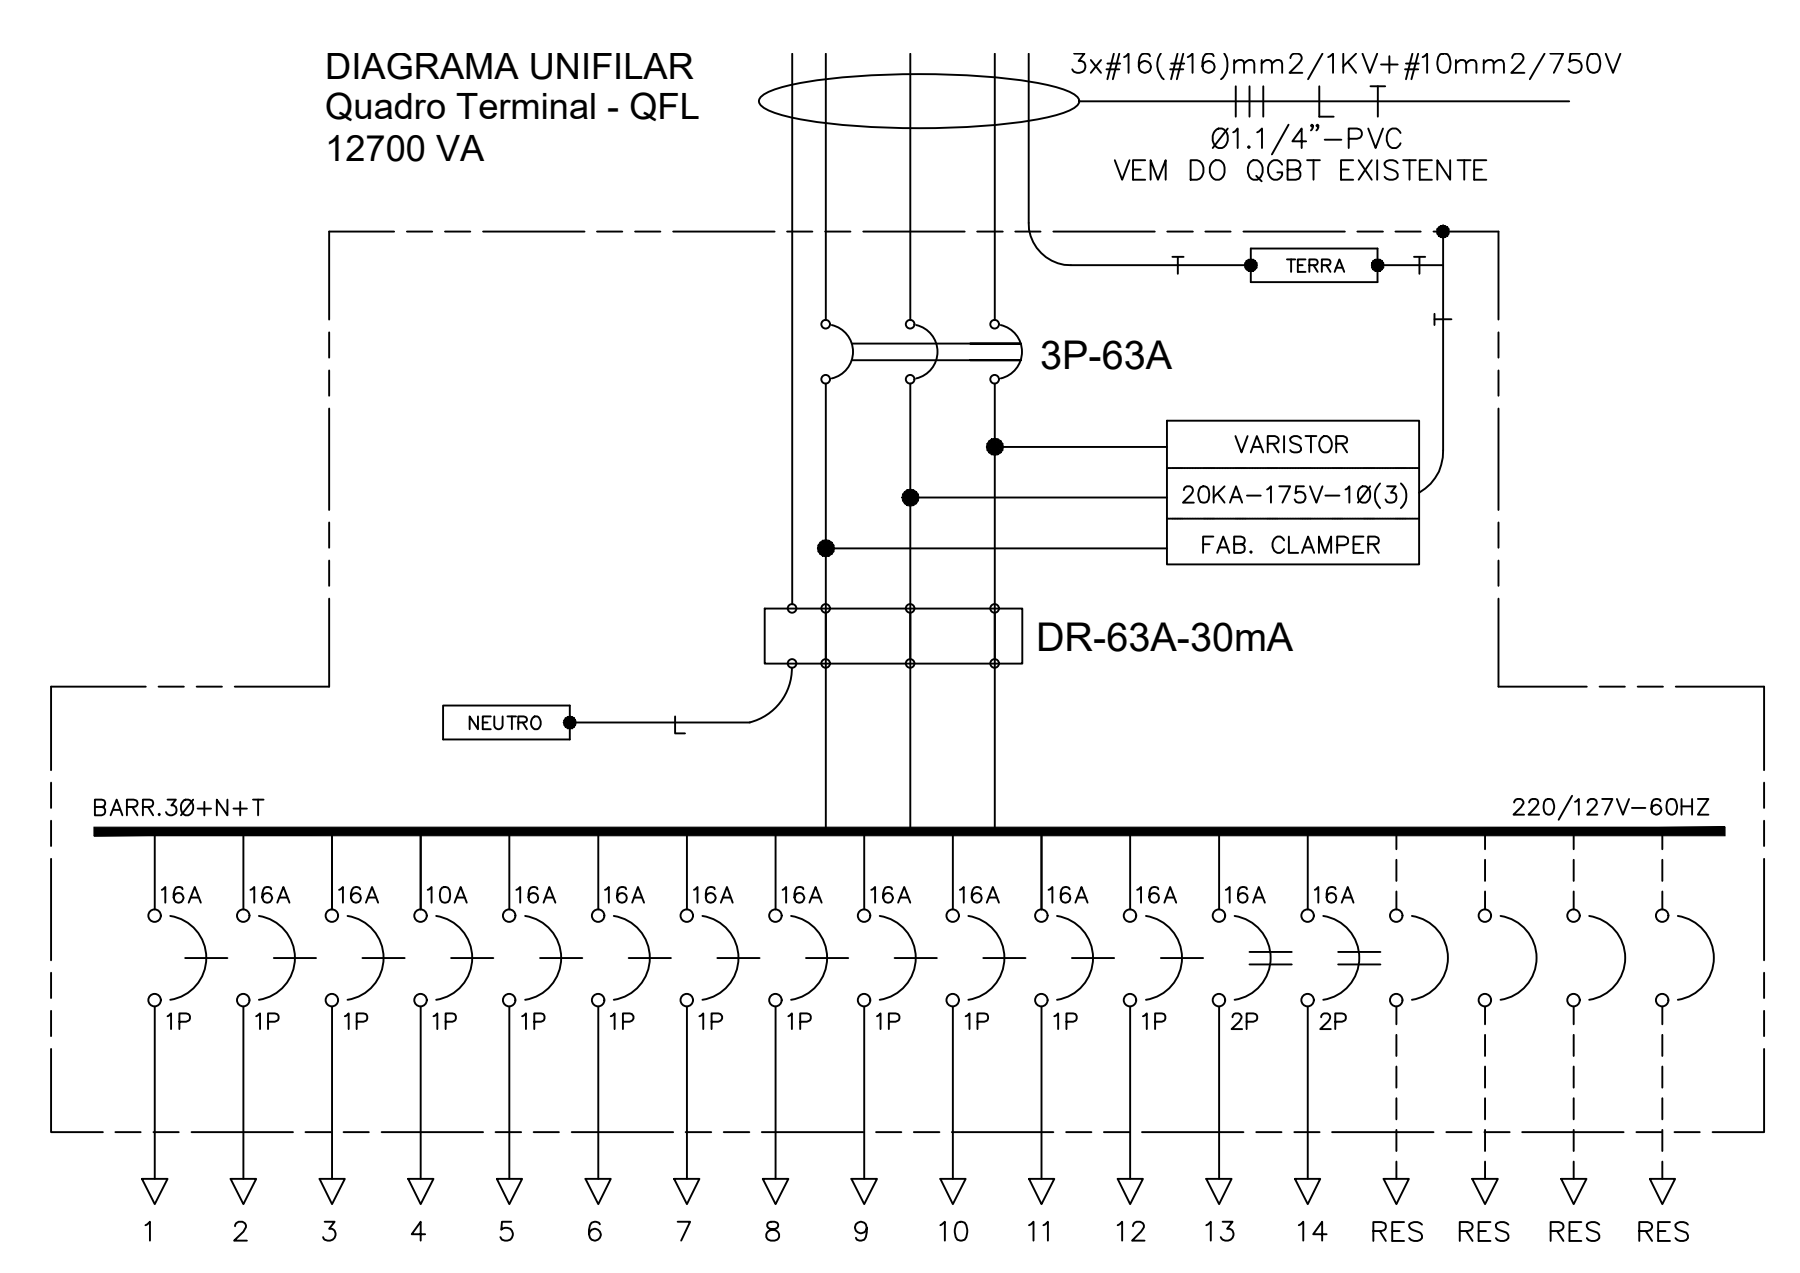 DIAGRAMA UNIFILAR
Quadro Terminal - QFL
12700 VA
3x#16(#16)mm2/1KV+#10mm2/750V
Ø1.1/4”-PVC
VEM DO QGBT EXISTENTE
T TERRA T
T
3P-63A
VARISTOR
20KA-175V-1Ø(3)
FAB. CLAMPER
DR-63A-30mA
NEUTRO
BARR.3Ø+N+T 220/127V-60HZ
16A 16A 16A 10A 16A 16A 16A 16A 16A 16A 16A 16A 16A 16A
1P 1P 1P 1P 1P 1P 1P 1P 1P 1P 1P 1P 2P 2P
1 2 3 4 5 6 7 8 9 10 11 12 13 14 RES RES RES RES